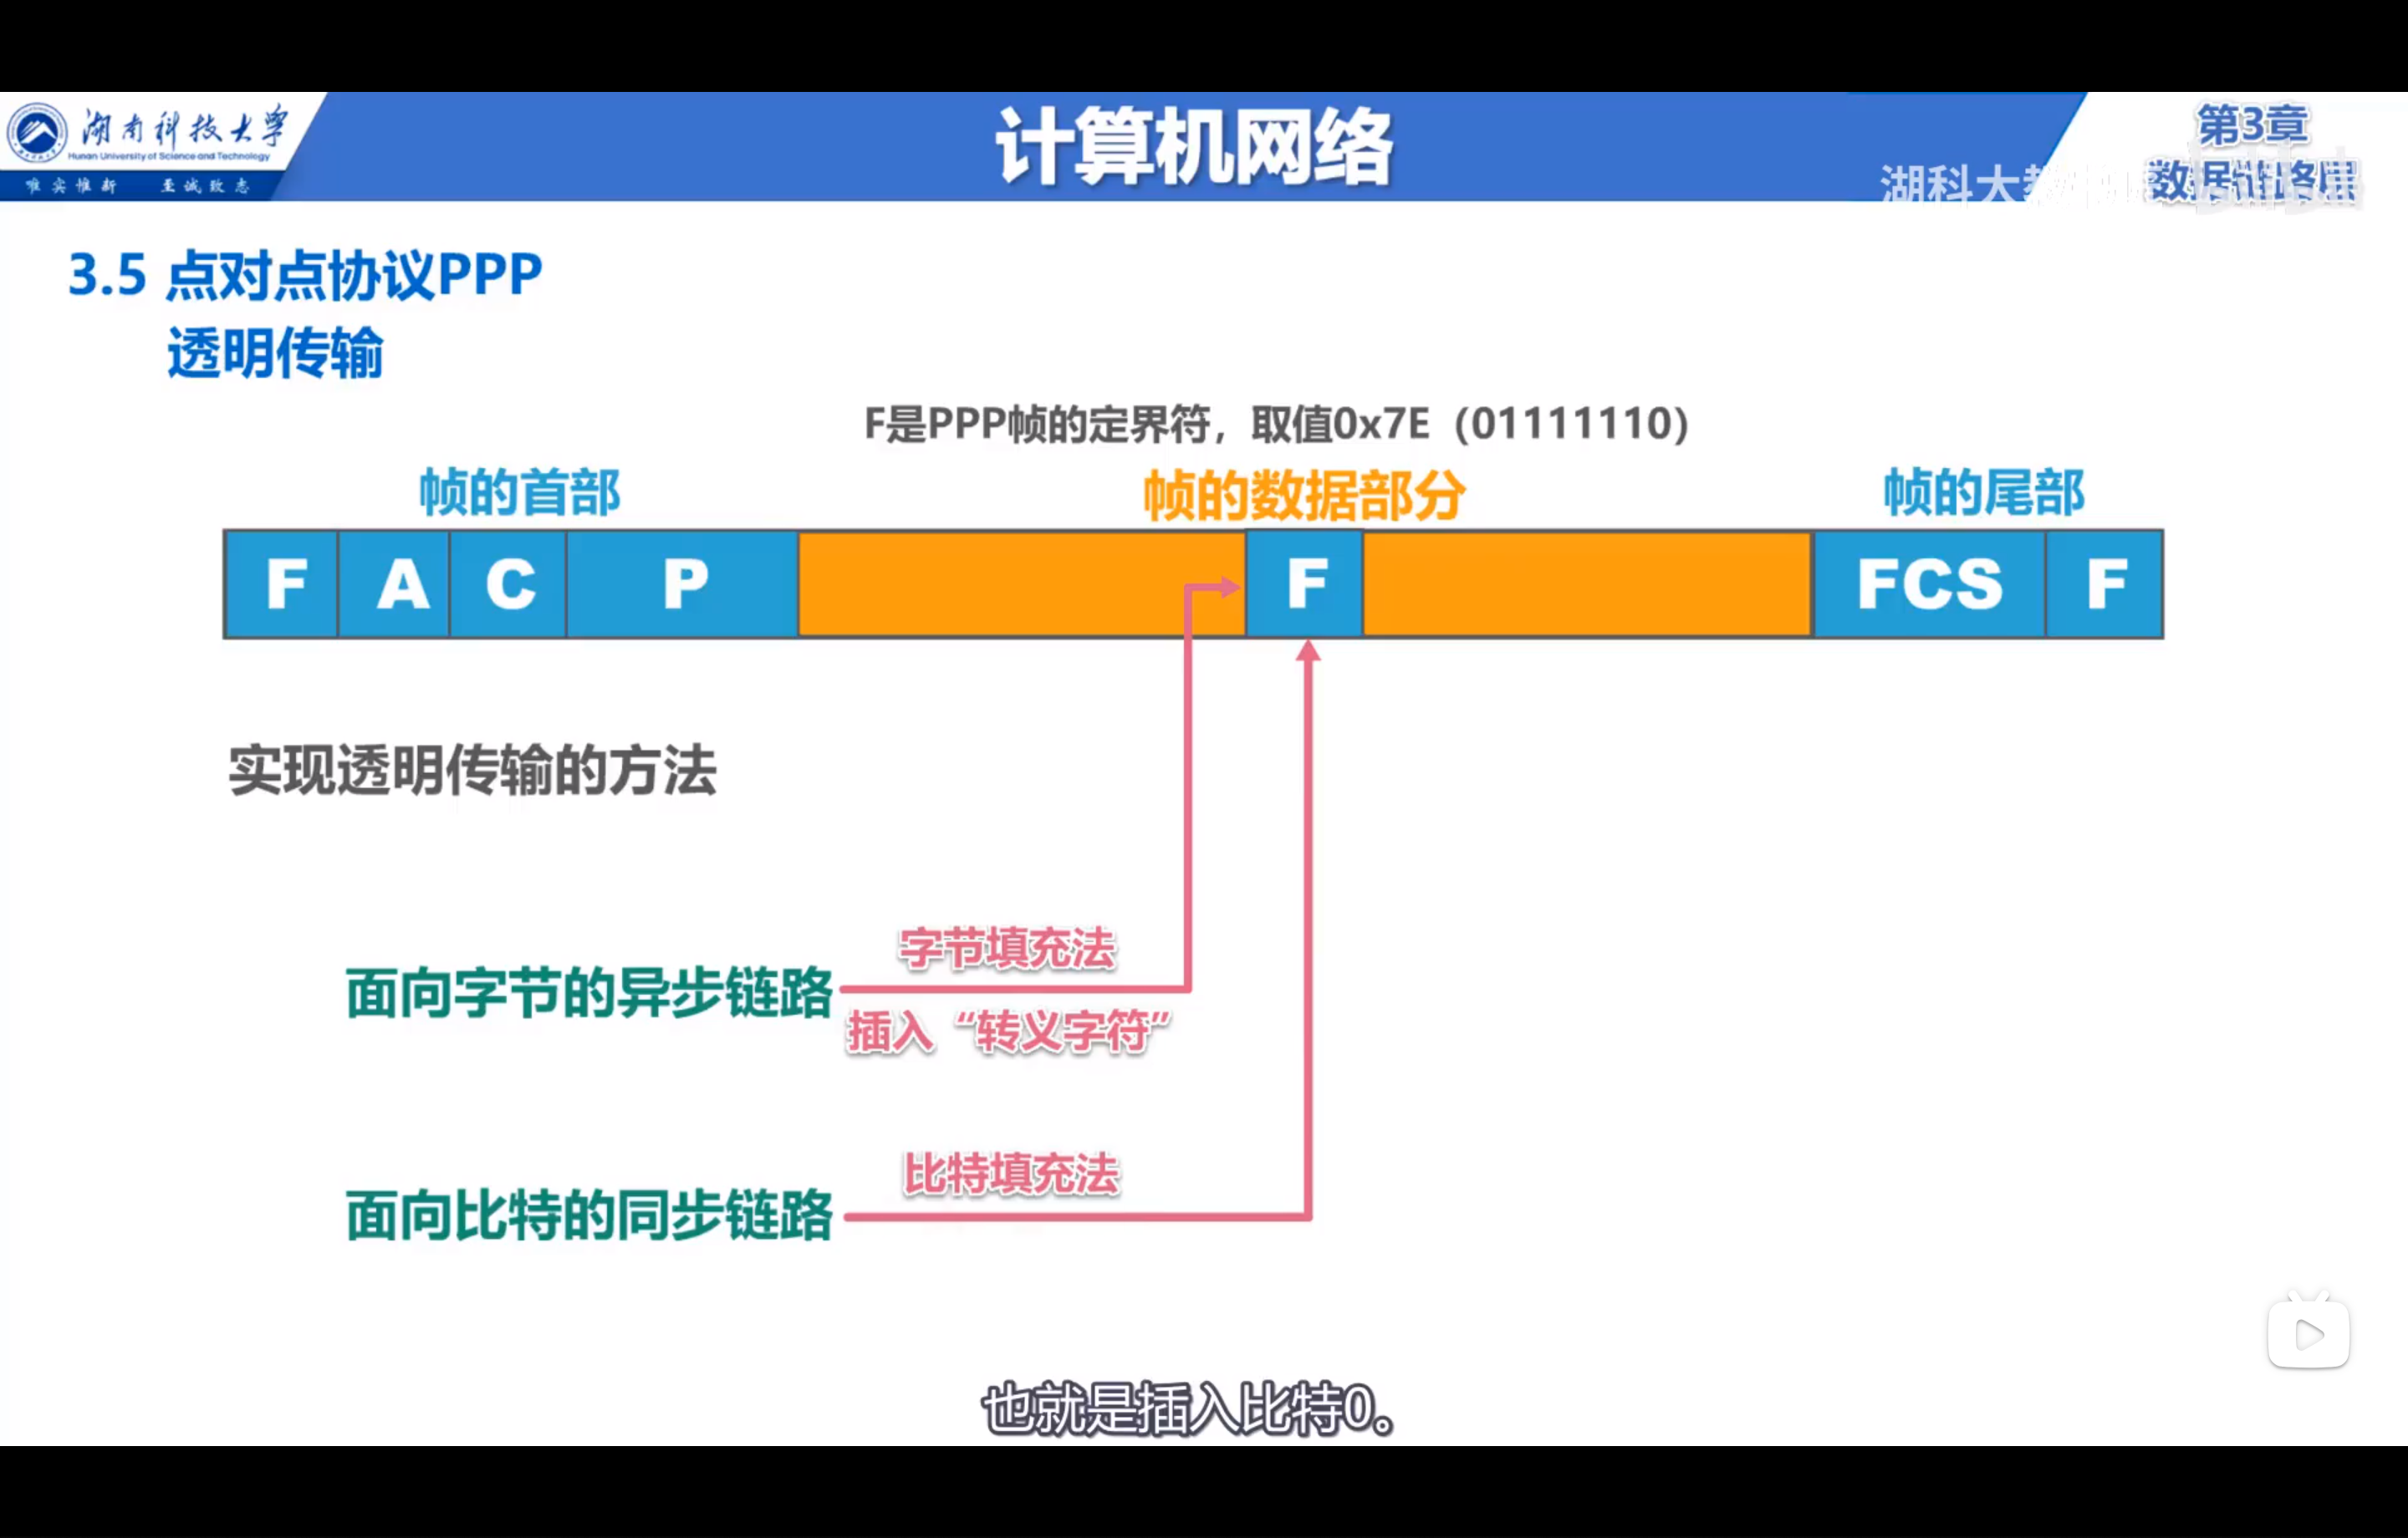 湖南科技大学
Hunan University of Science and Technology
唯实惟新 至诚致志
计算机网络
第3章
数据链路层
湖科大教书匠
3.5 点对点协议PPP
透明传输
F是PPP帧的定界符，取值0x7E（01111110）
帧的首部 帧的数据部分 帧的尾部
F A C P F FCS F
实现透明传输的方法
字节填充法
面向字节的异步链路
插入“转义字符”
比特填充法
面向比特的同步链路
也就是插入比特0。